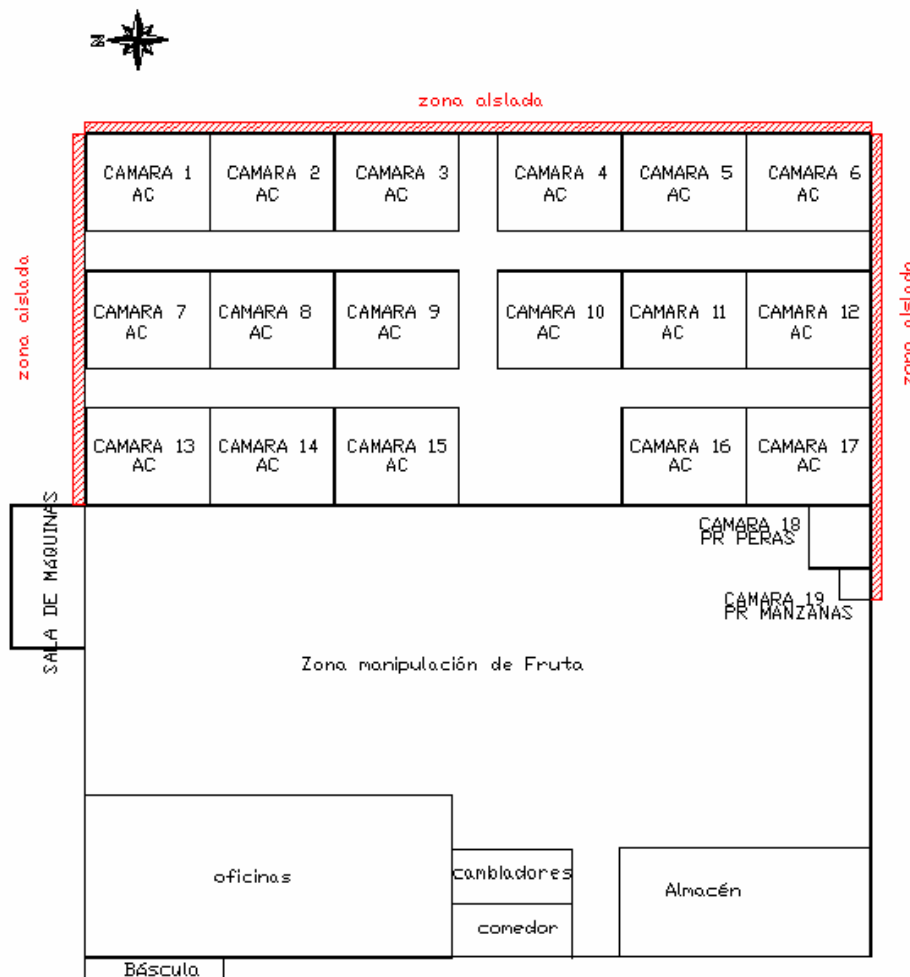 N
zona aislada
CAMARA 1
AC
CAMARA 2
AC
CAMARA 3
AC
CAMARA 4
AC
CAMARA 5
AC
CAMARA 6
AC
zona aislada
zona aislada
CAMARA 7
AC
CAMARA 8
AC
CAMARA 9
AC
CAMARA 10
AC
CAMARA 11
AC
CAMARA 12
AC
CAMARA 13
AC
CAMARA 14
AC
CAMARA 15
AC
CAMARA 16
AC
CAMARA 17
AC
SALA DE MAQUINAS
CAMARA 18
PR PERAS
CAMARA 19
PR MANZANAS
Zona manipulación de Fruta
oficinas
cambiadores
comedor
Almacén
Báscula